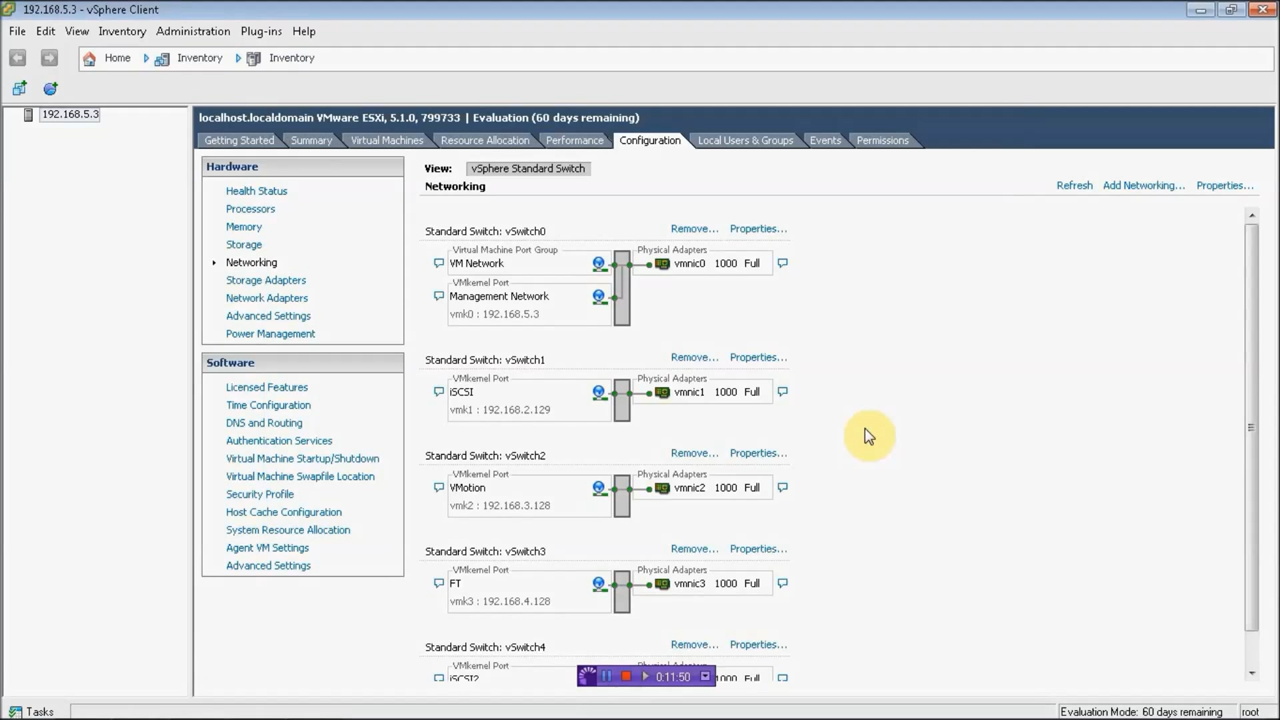 192.168.5.3 - vSphere Client
File Edit View Inventory Administration Plug-ins Help
Home Inventory Inventory
192.168.5.3
localhost.localdomain VMware ESXi, 5.1.0, 799733 | Evaluation (60 days remaining)
Getting Started Summary Virtual Machines Resource Allocation Performance Configuration Local Users & Groups Events Permissions
Hardware
Health Status
Processors
Memory
Storage
Networking
Storage Adapters
Network Adapters
Advanced Settings
Power Management
Software
Licensed Features
Time Configuration
DNS and Routing
Authentication Services
Virtual Machine Startup/Shutdown
Virtual Machine Swapfile Location
Security Profile
Host Cache Configuration
System Resource Allocation
Agent VM Settings
Advanced Settings
View: vSphere Standard Switch
Networking
Refresh Add Networking... Properties...
Standard Switch: vSwitch0 Remove... Properties...
Virtual Machine Port Group Physical Adapters
VM Network vmnic0 1000 Full
VMkernel Port
Management Network
vmk0 : 192.168.5.3
Standard Switch: vSwitch1 Remove... Properties...
VMkernel Port Physical Adapters
iSCSI vmnic1 1000 Full
vmk1 : 192.168.2.129
Standard Switch: vSwitch2 Remove... Properties...
VMkernel Port Physical Adapters
VMotion vmnic2 1000 Full
vmk2 : 192.168.3.128
Standard Switch: vSwitch3 Remove... Properties...
VMkernel Port Physical Adapters
FT vmnic3 1000 Full
vmk3 : 192.168.4.128
Standard Switch: vSwitch4 Remove... Properties...
VMkernel Port
iSCSI2 Full
0:11:50
Tasks
Evaluation Mode: 60 days remaining root